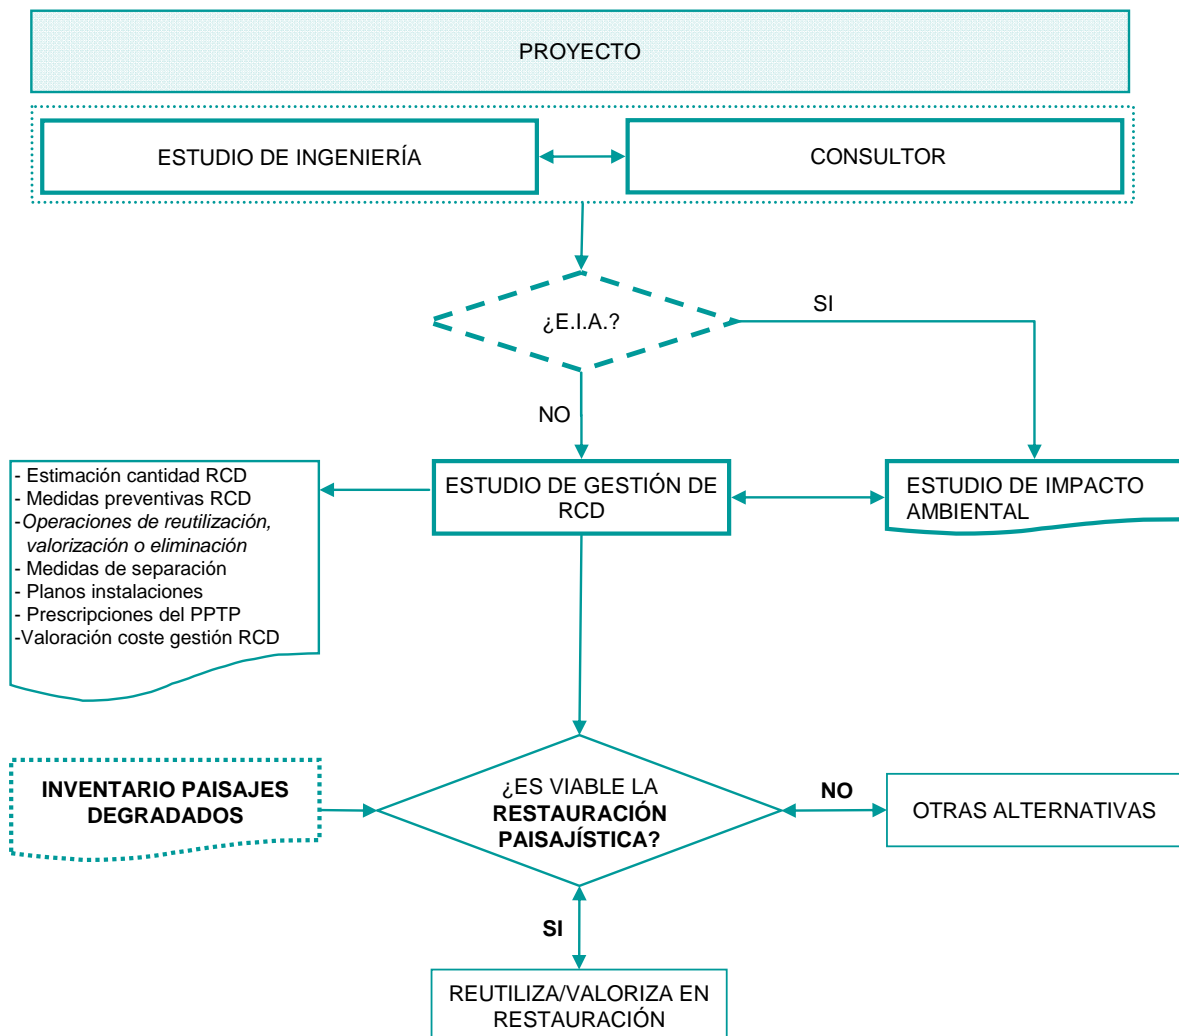 PROYECTO
ESTUDIO DE INGENIERÍA
CONSULTOR
¿E.I.A.?
SI
NO
- Estimación cantidad RCD
- Medidas preventivas RCD
-Operaciones de reutilización,
valorización o eliminación
- Medidas de separación
- Planos instalaciones
- Prescripciones del PPTP
-Valoración coste gestión RCD
ESTUDIO DE GESTIÓN DE
RCD
ESTUDIO DE IMPACTO
AMBIENTAL
INVENTARIO PAISAJES
DEGRADADOS
¿ES VIABLE LA
RESTAURACIÓN
PAISAJÍSTICA?
NO
OTRAS ALTERNATIVAS
SI
REUTILIZA/VALORIZA EN
RESTAURACIÓN